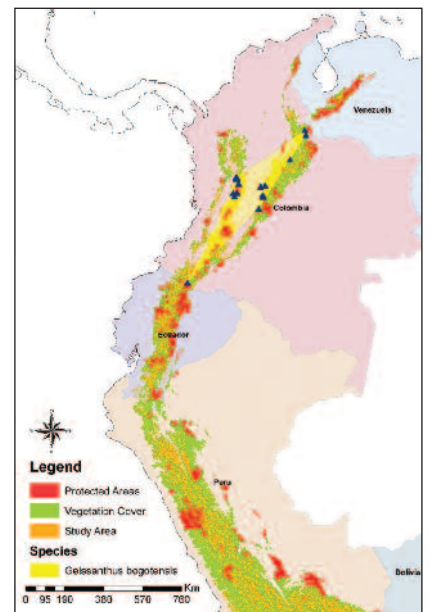 Venezuela
Colombia
Ecuador
Peru
Bolivia
Legend
Protected Areas
Vegetation Cover
Study Area
Species
Geissanthus bogotensis
Km
0 95 190 380 570 760